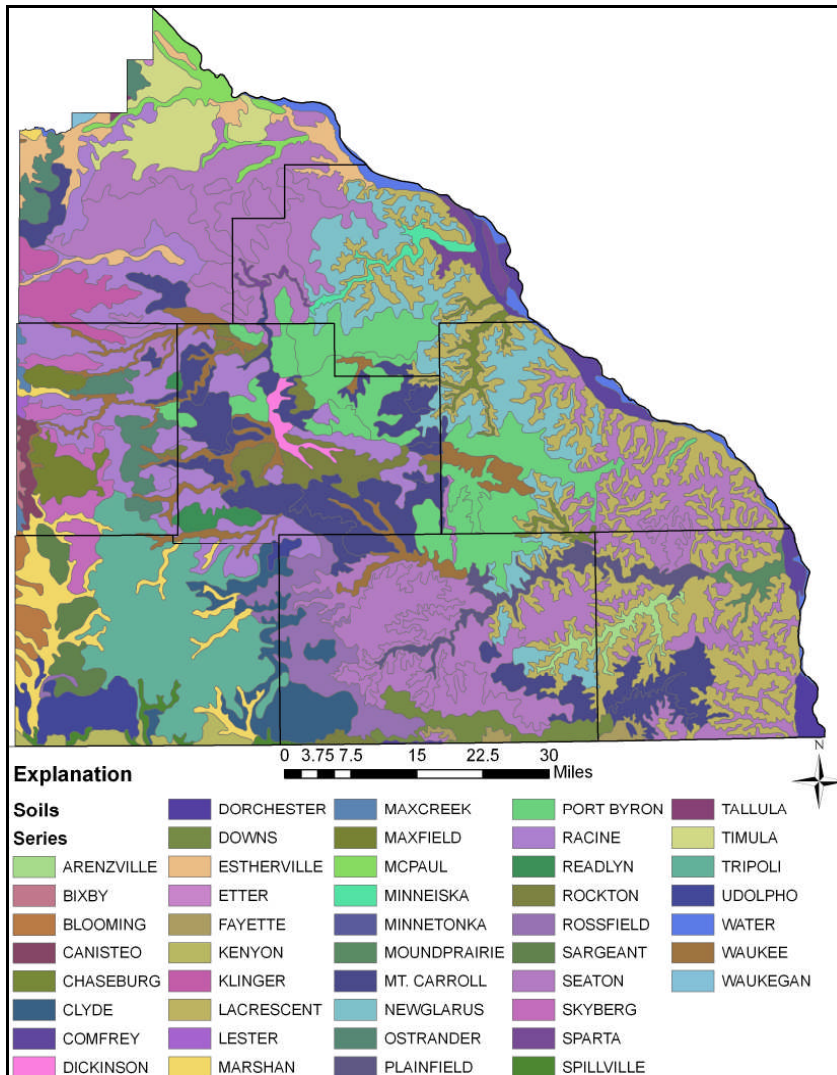 N
0 3.75 7.5 15 22.5 30
Miles
Explanation
Soils
Series
ARENZVILLE
BIXBY
BLOOMING
CANISTEO
CHASEBURG
CLYDE
COMFREY
DICKINSON
DORCHESTER
DOWNS
ESTHERVILLE
ETTER
FAYETTE
KENYON
KLINGER
LACRESCENT
LESTER
MARSHAN
MAXCREEK
MAXFIELD
MCPAUL
MINNEISKA
MINNETONKA
MOUNDPRAIRIE
MT. CARROLL
NEWGLARUS
OSTRANDER
PLAINFIELD
PORT BYRON
RACINE
READLYN
ROCKTON
ROSSFIELD
SARGEANT
SEATON
SKYBERG
SPARTA
SPILLVILLE
TALLULA
TIMULA
TRIPOLI
UDOLPHO
WATER
WAUKEE
WAUKEGAN